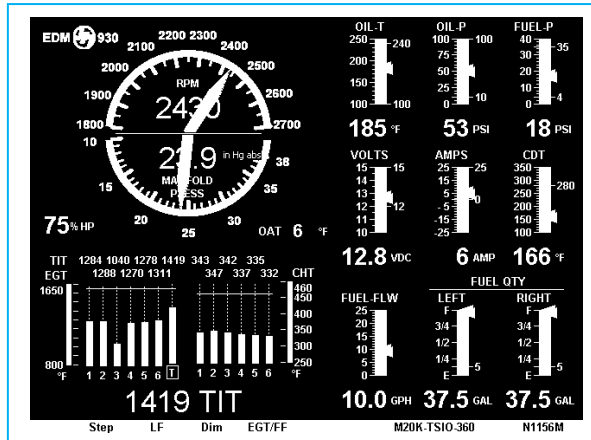 EDM 930
OIL-T OIL-P FUEL-P
2100 2200 2300 2400
2000 2500
1900 2600
1800 2700
RPM
2430
250 240 100 100 40 35
225 75 30
200 50 20
150 25 10
100 100 0 10 0 4
185 °F 53 PSI 18 PSI
10 in Hg abs 38
MANIFOLD
PRESS
15 35
20 25 30
75% HP OAT 6 °F
VOLTS AMPS CDT
15 15 25 25 350
14 15 300 280
13 5 250
12 12 -5 0 200
11 -15 150
10 -25 100
12.8 VDC 6 AMP 166 °F
TIT 1284 1040 1278 1419 343 342 335
EGT 1288 1270 1311 347 337 332 CHT
1650 460
450
400
350
300
800 250
°F 1 2 3 4 5 6 T 1 2 3 4 5 6 °F
1419 TIT
FUEL QTY
FUEL-FLW LEFT RIGHT
25 F F
20 3/4 3/4
15 1/2 1/2
10 1/4 1/4
5 5 5
0 E E
10.0 GPH 37.5 GAL 37.5 GAL
Step LF Dim EGT/FF M20K-TSIO-360 N1156M